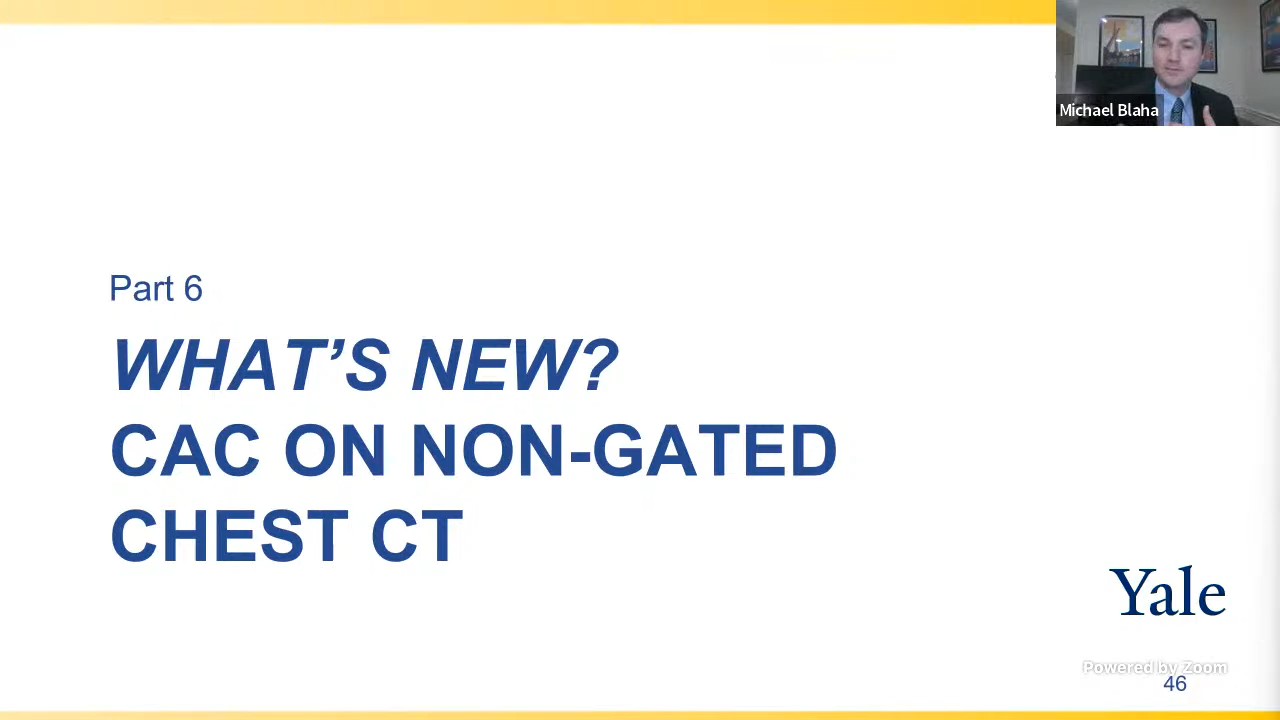 Michael Blaha
Part 6
WHAT'S NEW?
CAC ON NON-GATED
CHEST CT
Yale
Powered by Zoom
46